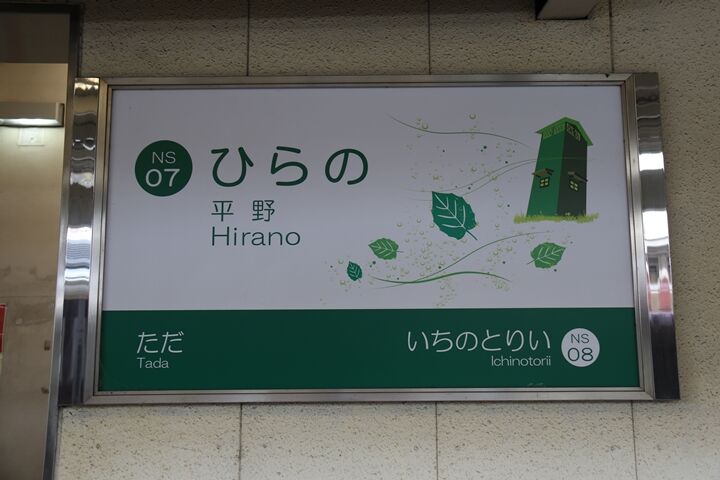 NS
07
ひらの
平野
Hirano
ただ
Tada
いちのとりい
Ichinotorii
NS
08